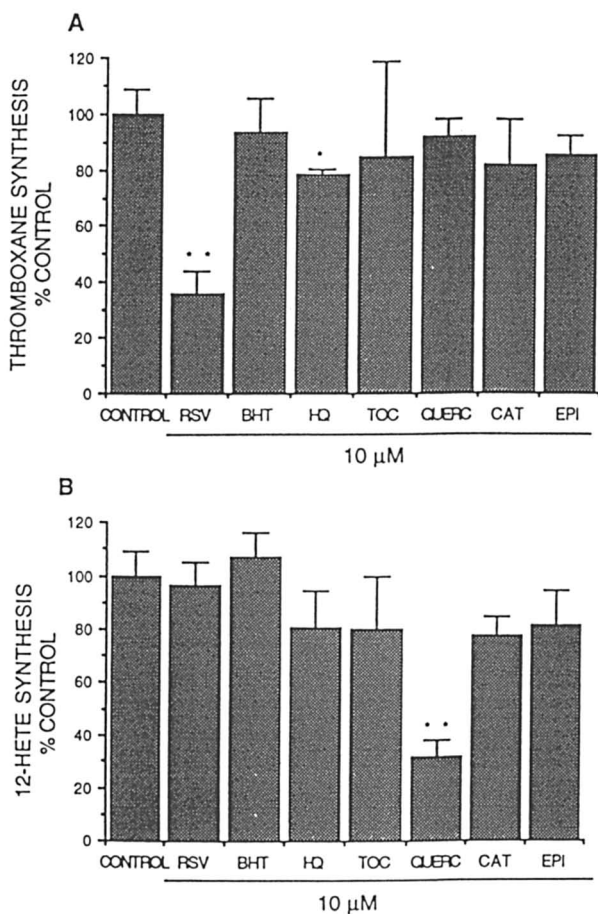 A
THROMBOXANE SYNTHESIS
% CONTROL
120
100
80
60
40
20
0
CONTROL RSV BHT HQ TOC QUERC CAT EPI
10 µM
B
12-HETE SYNTHESIS
% CONTROL
120
100
80
60
40
20
0
CONTROL RSV BHT HQ TOC QUERC CAT EPI
10 µM